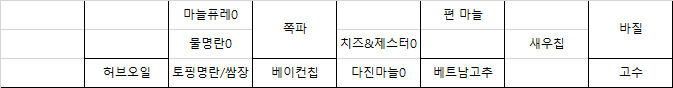 마늘퓨레0 쪽파 편 마늘 바질
물명란0 치즈&제스터0 새우칩
허브오일 토핑명란/쌈장 베이컨칩 다진마늘0 베트남고추 고수